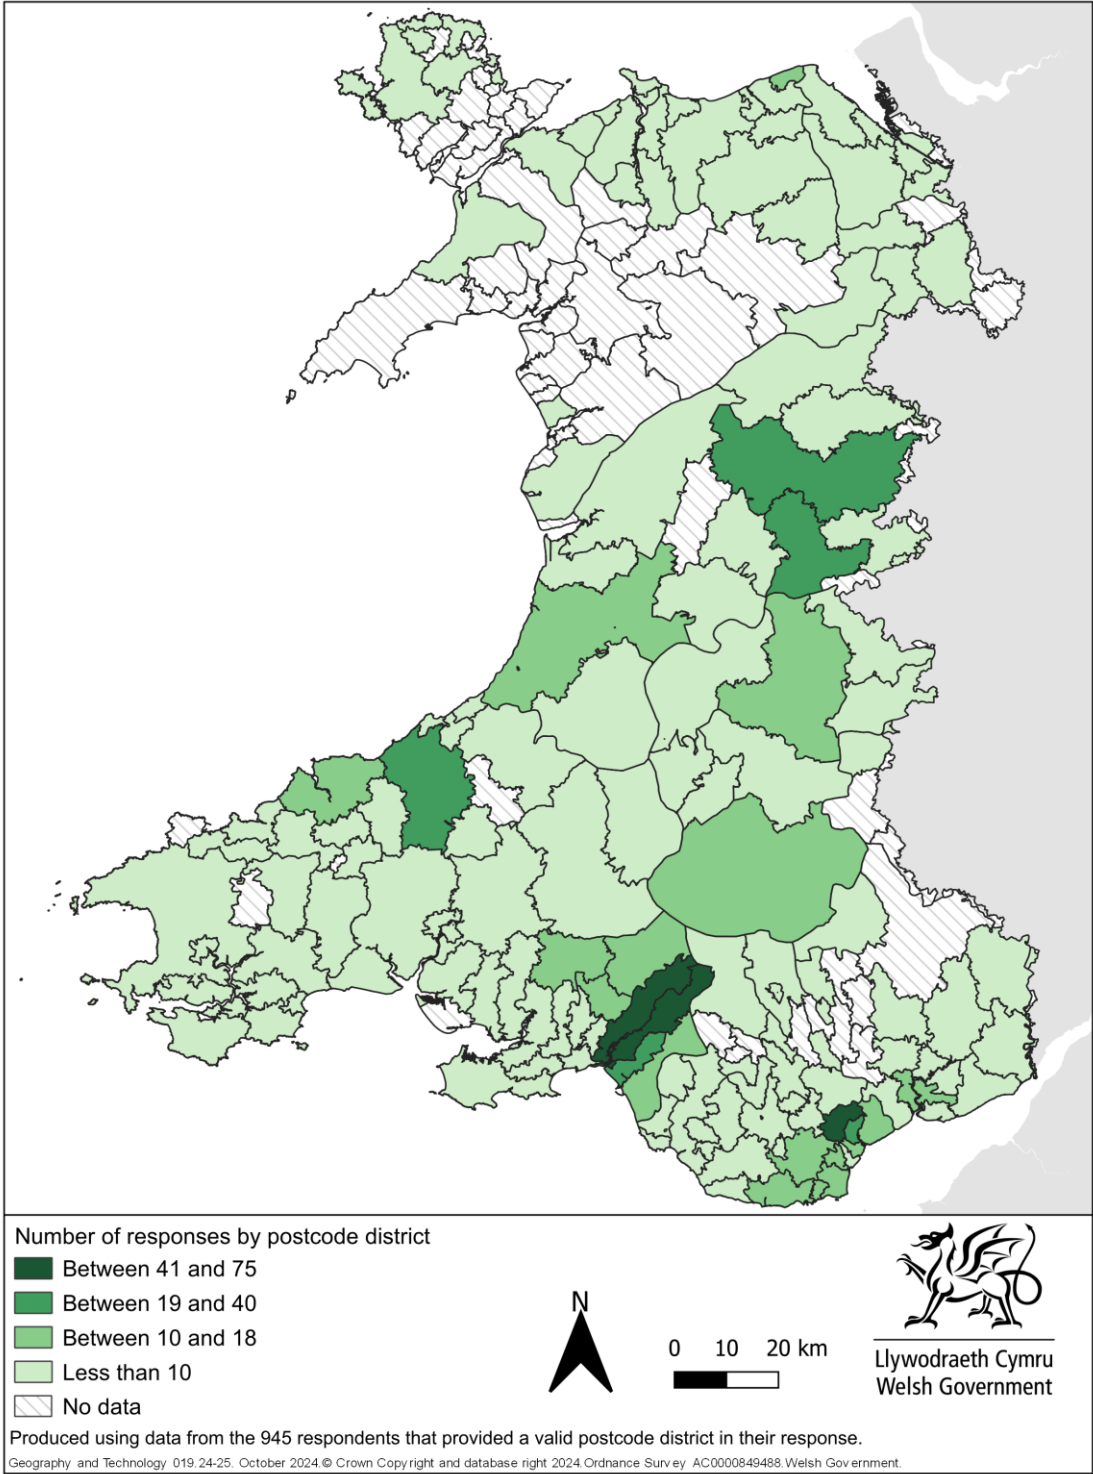 Number of responses by postcode district
Between 41 and 75
Between 19 and 40
Between 10 and 18
Less than 10
No data
N
0 10 20 km
Llywodraeth Cymru
Welsh Government
Produced using data from the 945 respondents that provided a valid postcode district in their response.
Geography and Technology 019.24-25. October 2024.© Crown Copyright and database right 2024.Ordnance Survey AC0000849488.Welsh Government.